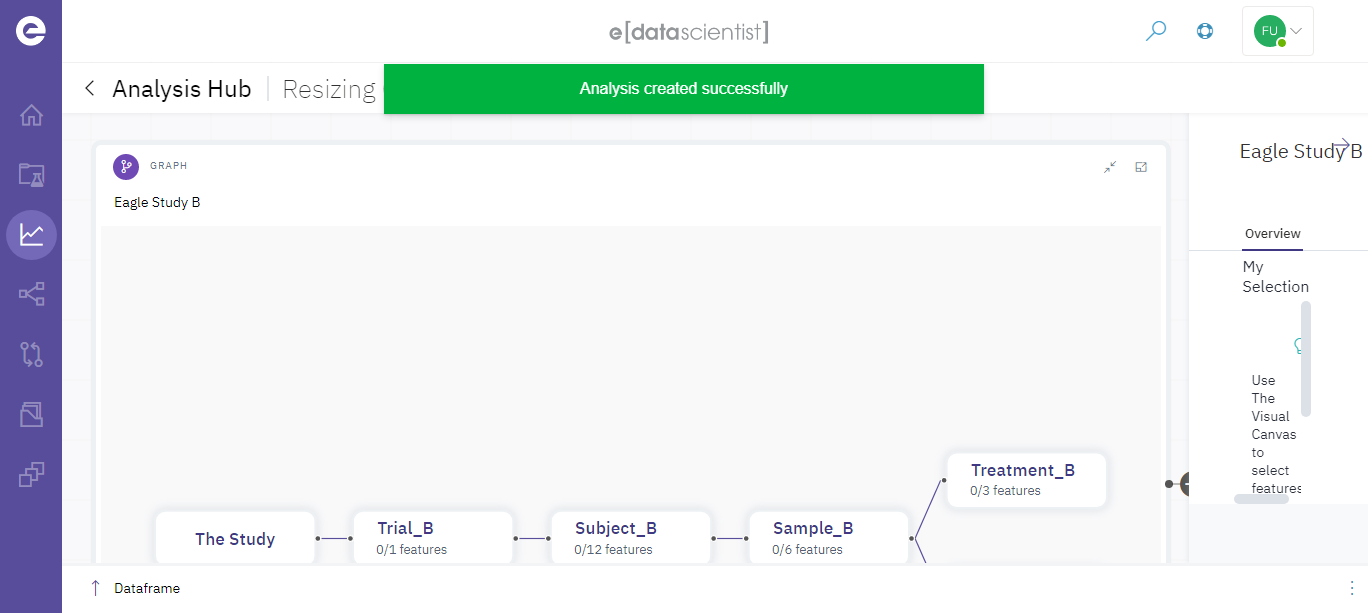 e[datascientist]
FU
Analysis Hub
Resizing
Analysis created successfully
GRAPH
Eagle Study B
Eagle Study B
Overview
My
Selection
Use
The
Visual
Canvas
to
select
features
Treatment_B
0/3 features
The Study
Trial_B
0/1 features
Subject_B
0/12 features
Sample_B
0/6 features
Dataframe